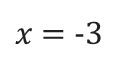 x = -3